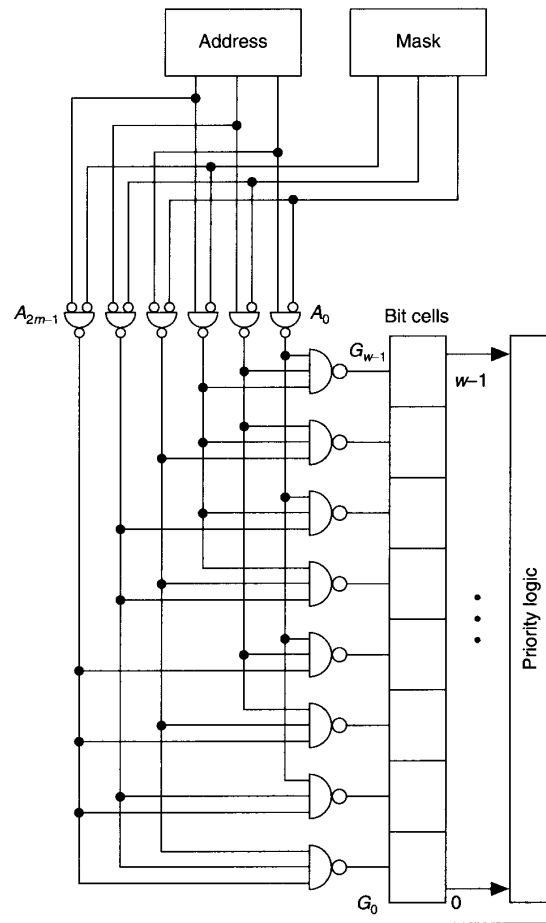 Address
Mask
A2m−1
A0
Bit cells
Gw−1
w−1
Priority logic
G0
0